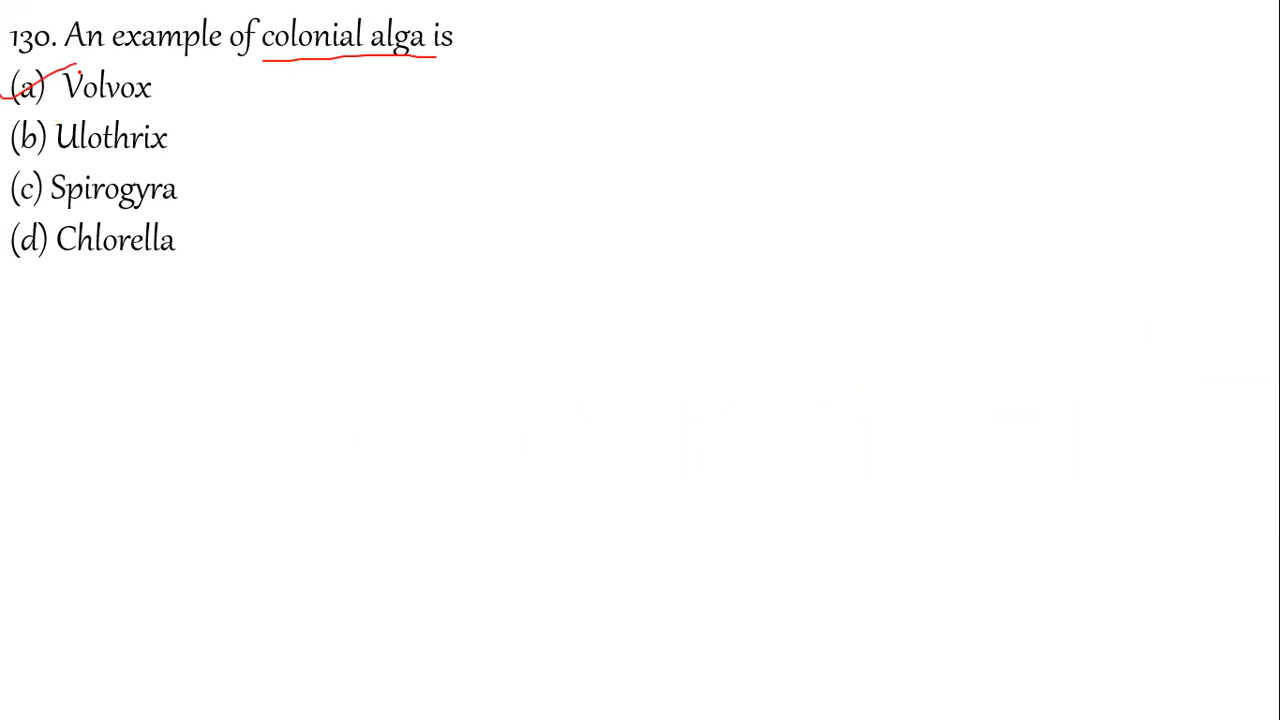 130. An example of colonial alga is
(a) Volvox
(b) Ulothrix
(c) Spirogyra
(d) Chlorella